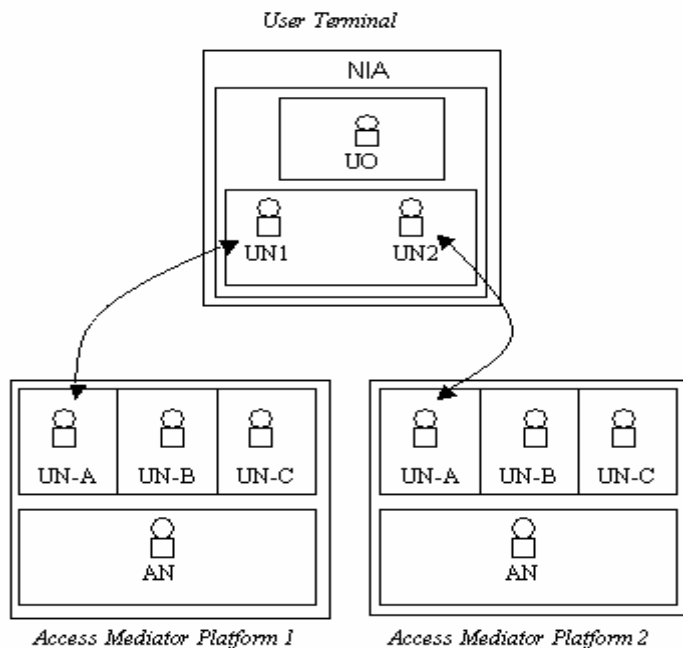 User Terminal
NIA
UO
UN1 UN2
UN-A UN-B UN-C UN-A UN-B UN-C
AN AN
Access Mediator Platform 1 Access Mediator Platform 2